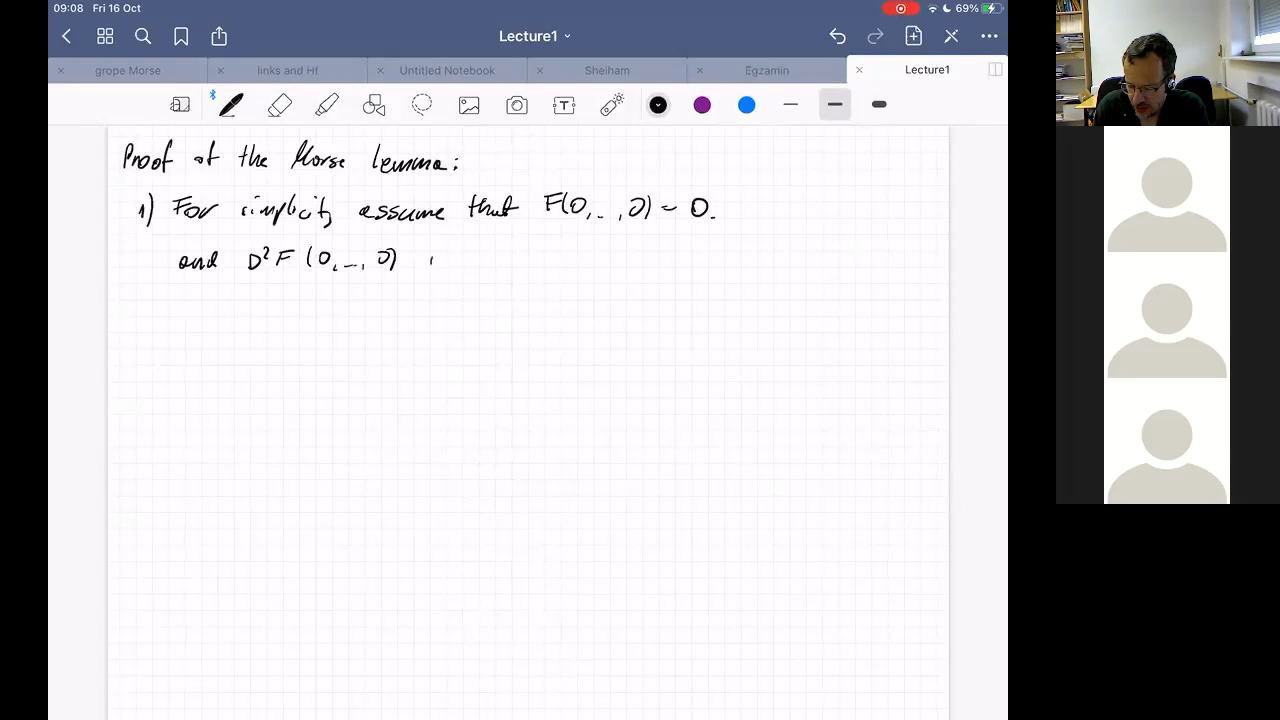 09:08 Fri 16 Oct
69%
Lecture1
grope Morse
links and Hf
Untitled Notebook
Sheiham
Egzamin
Lecture1
Proof of the Morse lemma:
1) For simplicity assume that F(0,..,0) = 0.
and D²F (0,...,0)